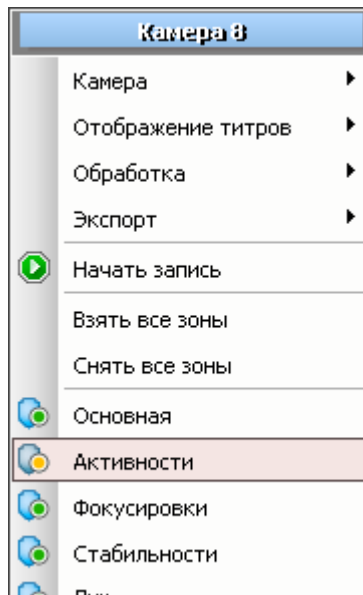 Камера 8
Камера
Отображение титров
Обработка
Экспорт
Начать запись
Взять все зоны
Снять все зоны
Основная
Активности
Фокусировки
Стабильности